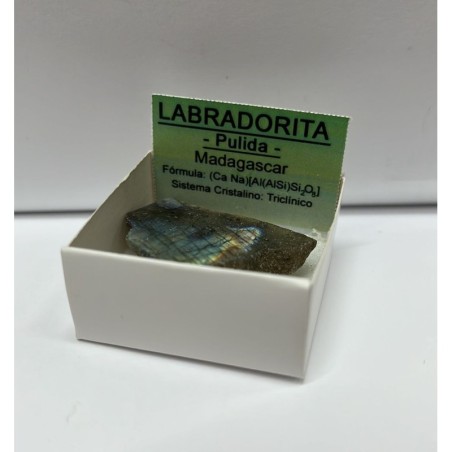 LABRADORITA
- Pulida -
Madagascar
Fórmula: (Ca Na)[Al(AlSi)Si₂O₈]
Sistema Cristalino: Triclínico